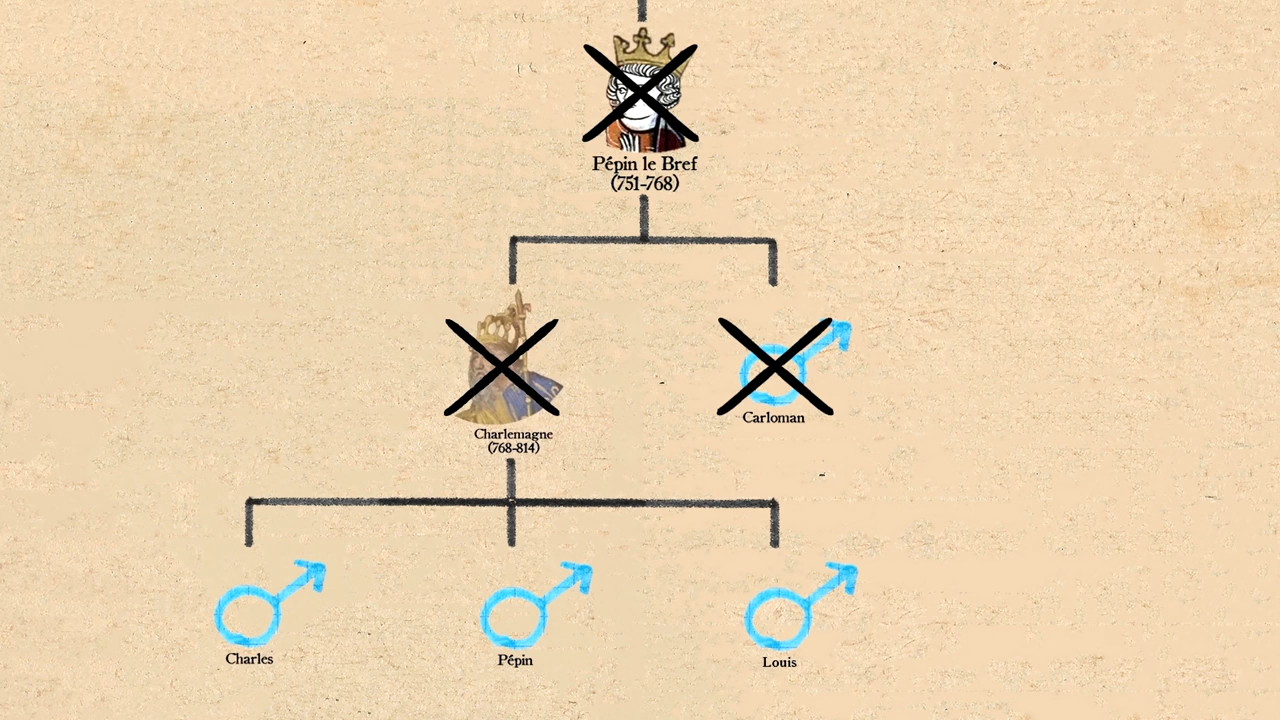 Pépin le Bref
(751-768)
Charlemagne
(768-814)
Carloman
Charles
Pépin
Louis